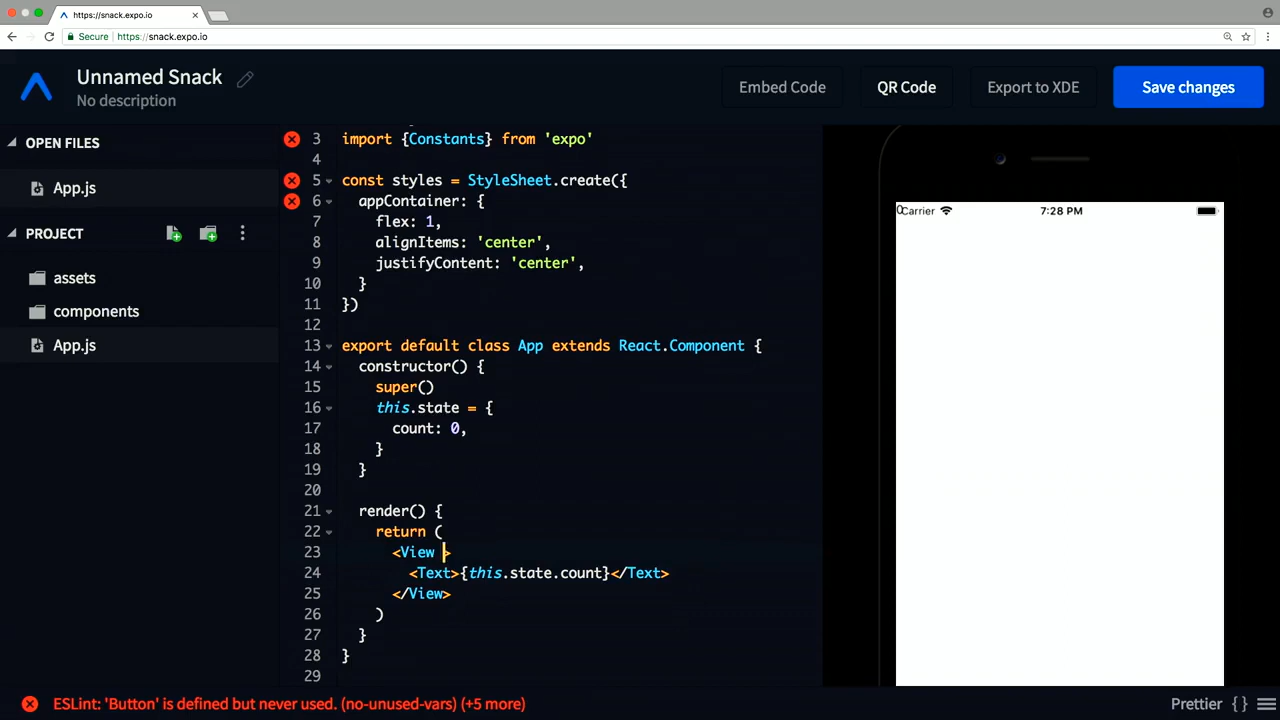 https://snack.expo.io
Secure https://snack.expo.io
Unnamed Snack
No description
Embed Code
QR Code
Export to XDE
Save changes
OPEN FILES
App.js
PROJECT
assets
components
App.js
3 import {Constants} from 'expo'
4
5 const styles = StyleSheet.create({
6 appContainer: {
7 flex: 1,
8 alignItems: 'center',
9 justifyContent: 'center',
10 }
11 })
12
13 export default class App extends React.Component {
14 constructor() {
15 super()
16 this.state = {
17 count: 0,
18 }
19 }
20
21 render() {
22 return (
23 <View >
24 <Text>{this.state.count}</Text>
25 </View>
26 )
27 }
28 }
29
0
Carrier 7:28 PM
ESLint: 'Button' is defined but never used. (no-unused-vars) (+5 more)
Prettier { }